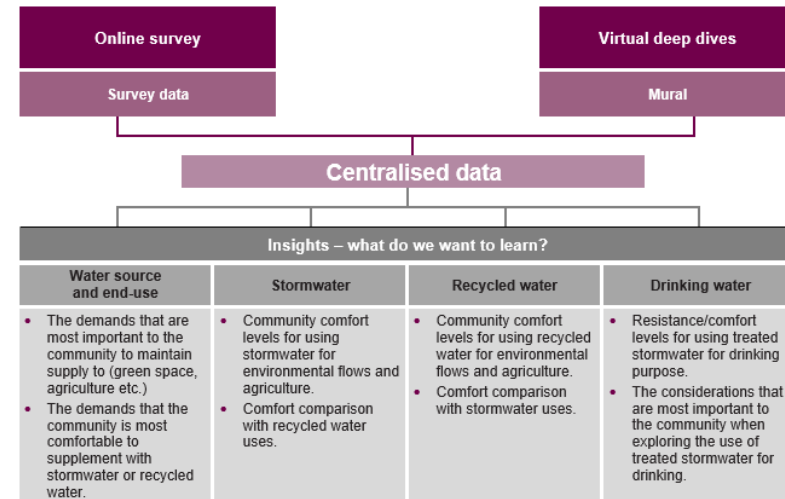 Online survey
Virtual deep dives
Survey data
Mural
Centralised data
Insights – what do we want to learn?
Water source
and end-use
Stormwater
Recycled water
Drinking water
• The demands that are
most important to the
community to maintain
supply to (green space,
agriculture etc.)
• The demands that the
community is most
comfortable to
supplement with
stormwater or recycled
water.
• Community comfort
levels for using
stormwater for
environmental flows and
agriculture.
• Comfort comparison
with recycled water
uses.
• Community comfort
levels for using recycled
water for environmental
flows and agriculture.
• Comfort comparison
with stormwater uses.
• Resistance/comfort
levels for using treated
stormwater for drinking
purpose.
• The considerations that
are most important to
the community when
exploring the use of
treated stormwater for
drinking.